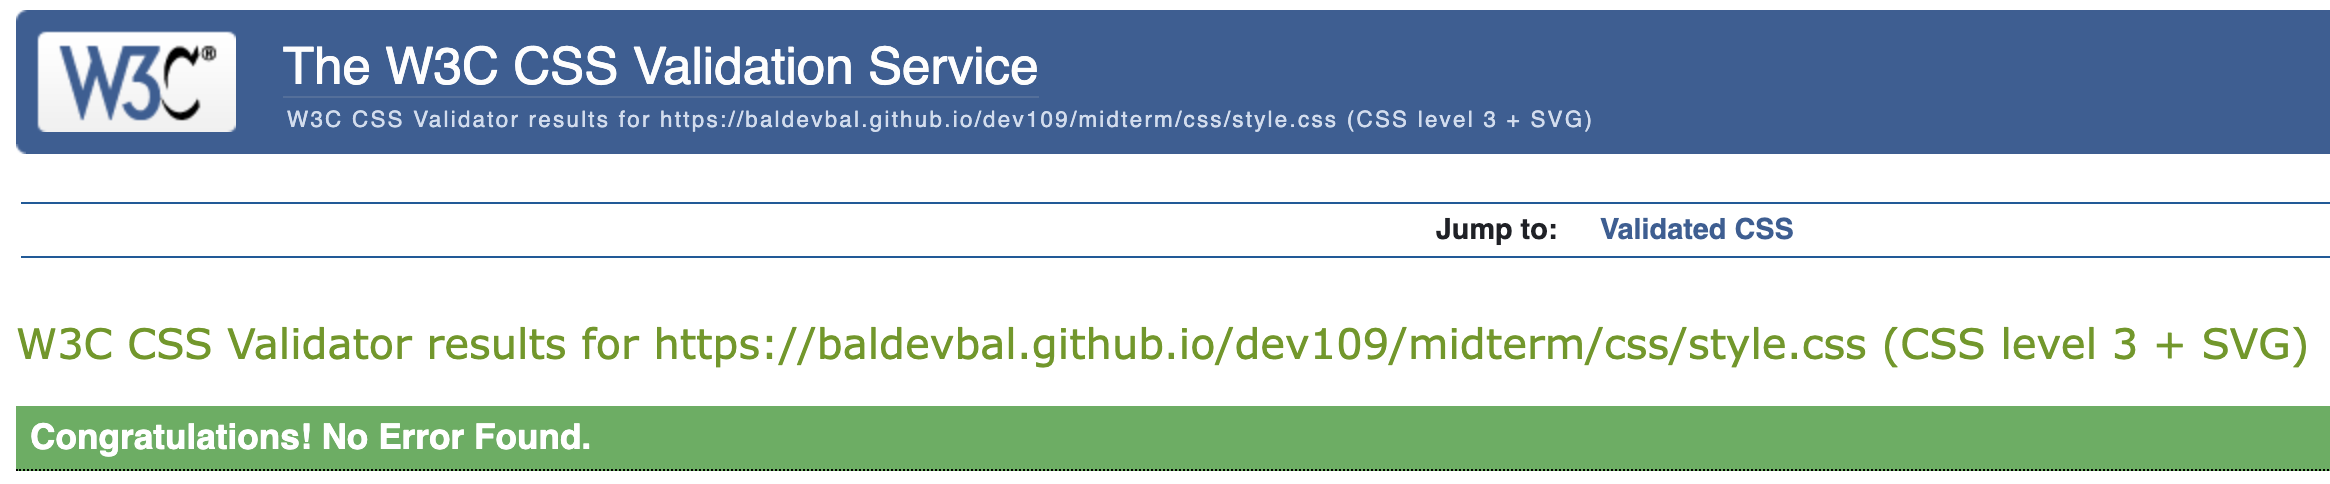 W3C®
The W3C CSS Validation Service
W3C CSS Validator results for https://baldevbal.github.io/dev109/midterm/css/style.css (CSS level 3 + SVG)
Jump to: Validated CSS
W3C CSS Validator results for https://baldevbal.github.io/dev109/midterm/css/style.css (CSS level 3 + SVG)
Congratulations! No Error Found.